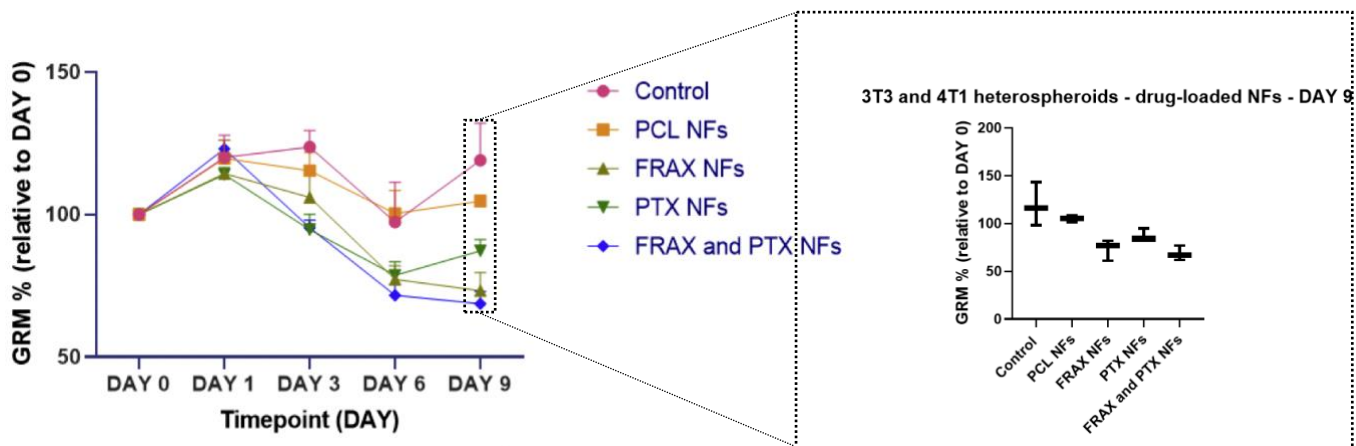 GRM % (relative to DAY 0)
150
100
50
DAY 0 DAY 1 DAY 3 DAY 6 DAY 9
Timepoint (DAY)
Control
PCL NFs
FRAX NFs
PTX NFs
FRAX and PTX NFs
3T3 and 4T1 heterospheroids - drug-loaded NFs - DAY 9
GRM % (relative to DAY 0)
200
150
100
50
0
Control
PCL NFs
FRAX NFs
PTX NFs
FRAX and PTX NFs